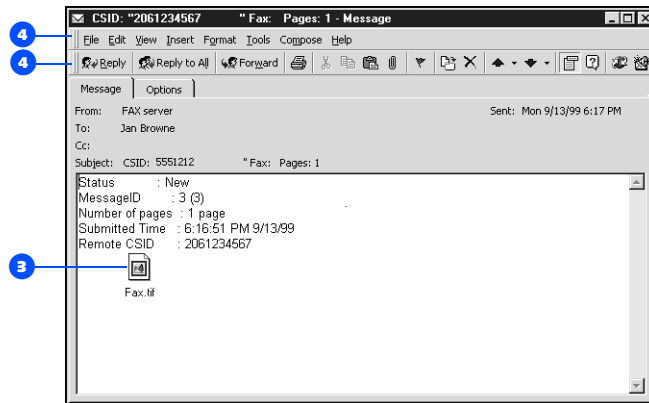 CSID: "2061234567 " Fax: Pages: 1 - Message
4 File Edit View Insert Format Tools Compose Help
4 Reply Reply to All Forward
Message Options
From: FAX server Sent: Mon 9/13/99 6:17 PM
To: Jan Browne
Cc:
Subject: CSID: 5551212 " Fax: Pages: 1
Status : New
MessageID : 3 (3)
Number of pages : 1 page
Submitted Time : 6:16:51 PM 9/13/99
Remote CSID : 2061234567
3
Fax.tif